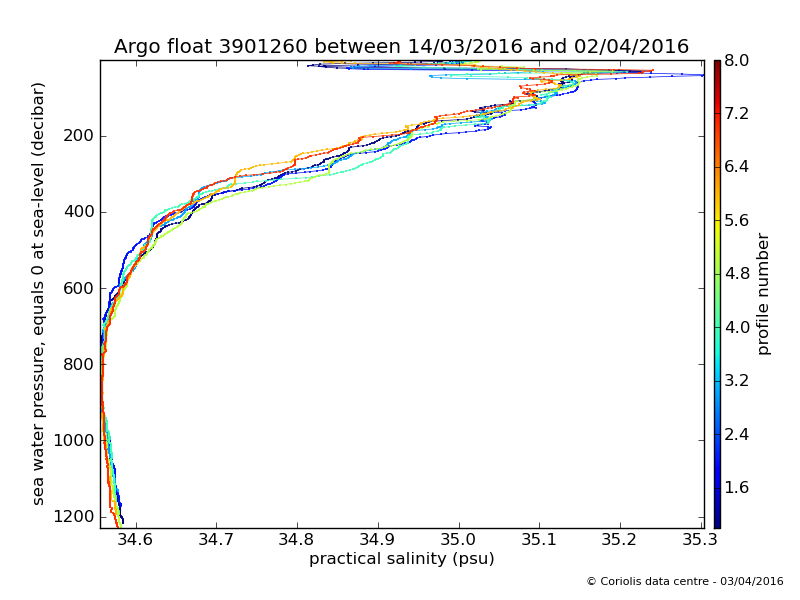 Argo float 3901260 between 14/03/2016 and 02/04/2016
sea water pressure, equals 0 at sea-level (decibar)
200
400
600
800
1000
1200
34.6 34.7 34.8 34.9 35.0 35.1 35.2 35.3
practical salinity (psu)
8.0
7.2
6.4
5.6
4.8
4.0
3.2
2.4
1.6
profile number
© Coriolis data centre - 03/04/2016